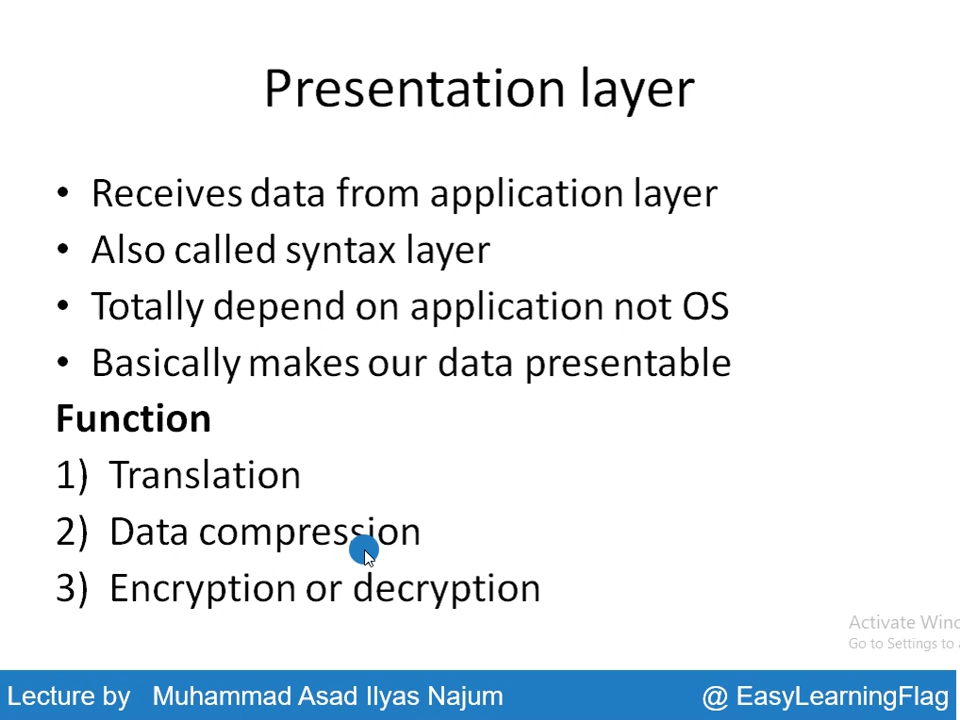 Presentation layer
• Receives data from application layer
• Also called syntax layer
• Totally depend on application not OS
• Basically makes our data presentable
Function
1) Translation
2) Data compression
3) Encryption or decryption
Activate Wind
Go to Settings to a
Lecture by Muhammad Asad Ilyas Najum
@ EasyLearningFlag